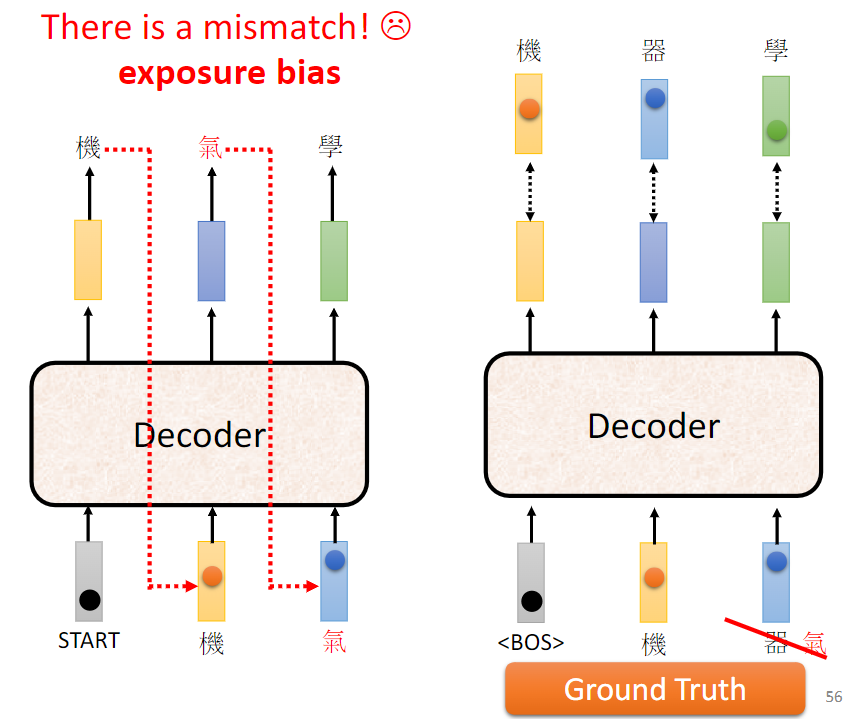 There is a mismatch! ☹
exposure bias
機 氣 學
Decoder
START 機 氣
機 器 學
Decoder
<BOS> 機 器 氣
Ground Truth
56